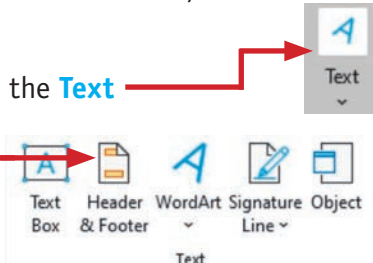 Text
the Text
Text Header WordArt Signature Object
Box & Footer Line
Text